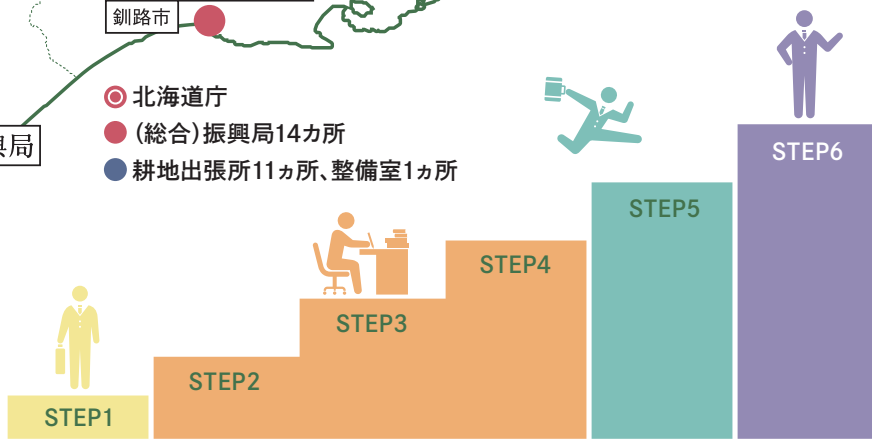 釧路市
北海道庁
(総合)振興局14カ所
興局
耕地出張所11ヵ所、整備室1ヵ所
STEP6
STEP5
STEP4
STEP3
STEP2
STEP1